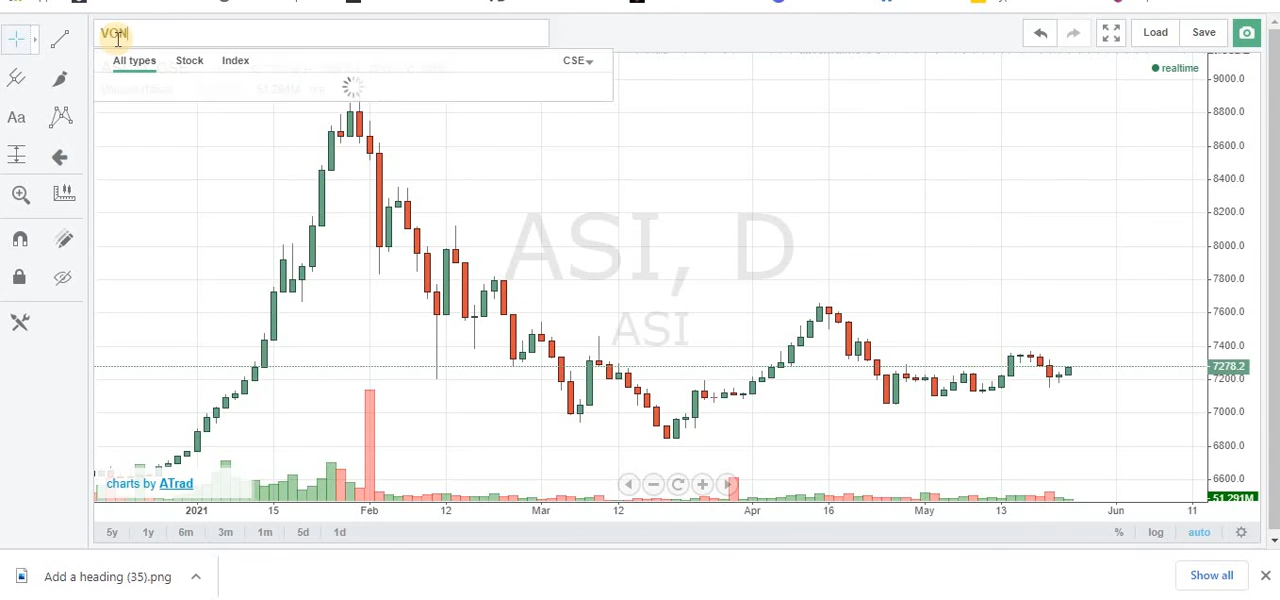 VGN
Load
Save
All types
Stock
Index
CSE
realtime
9000.0
8800.0
8600.0
8400.0
8200.0
8000.0
7800.0
7600.0
7400.0
7278.2
7200.0
7000.0
6800.0
6600.0
51.291M
ASI, D
ASI
Aa
charts by ATrad
2021 15 Feb 12 Mar 12 Apr 16 May 13 Jun 11
5y 1y 6m 3m 1m 5d 1d
% log auto
Add a heading (35).png
Show all